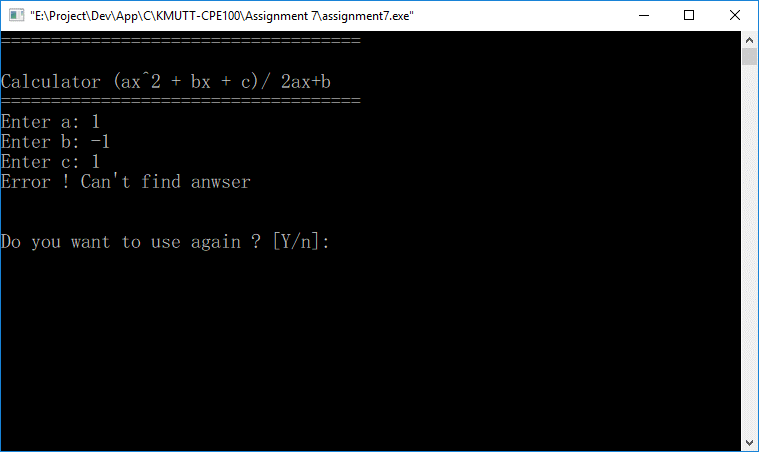 "E:\Project\Dev\App\C\KMUTT-CPE100\Assignment 7\assignment7.exe"
====================================
Calculator (ax^2 + bx + c)/ 2ax+b
====================================
Enter a: 1
Enter b: -1
Enter c: 1
Error ! Can't find anwser
Do you want to use again ? [Y/n]: